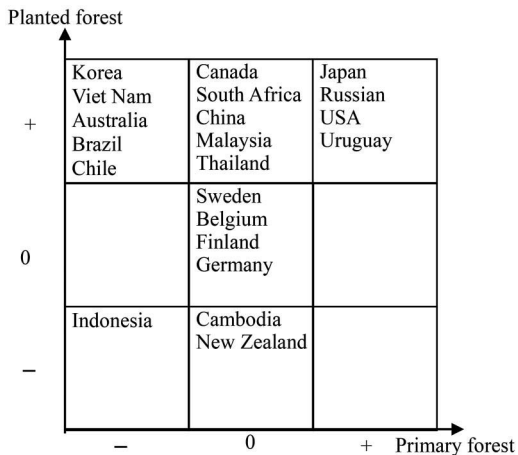 Planted forest
Korea
Viet Nam
Australia
Brazil
Chile
Canada
South Africa
China
Malaysia
Thailand
Japan
Russian
USA
Uruguay
+
Sweden
Belgium
Finland
Germany
0
Indonesia
Cambodia
New Zealand
–
– 0 + Primary forest